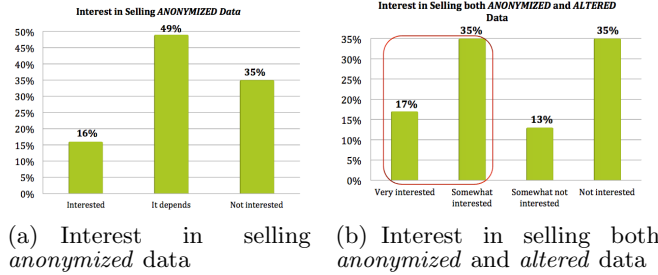 Interest in Selling ANONYMIZED Data
50%
45%
40%
35%
30%
25%
20%
15%
10%
5%
0%
16%
49%
35%
Interested
It depends
Not interested
(a) Interest in selling
anonymized data
Interest in Selling both ANONYMIZED and ALTERED
Data
35%
30%
25%
20%
15%
10%
5%
0%
17%
35%
13%
35%
Very interested
Somewhat
interested
Somewhat not
interested
Not interested
(b) Interest in selling both
anonymized and altered data